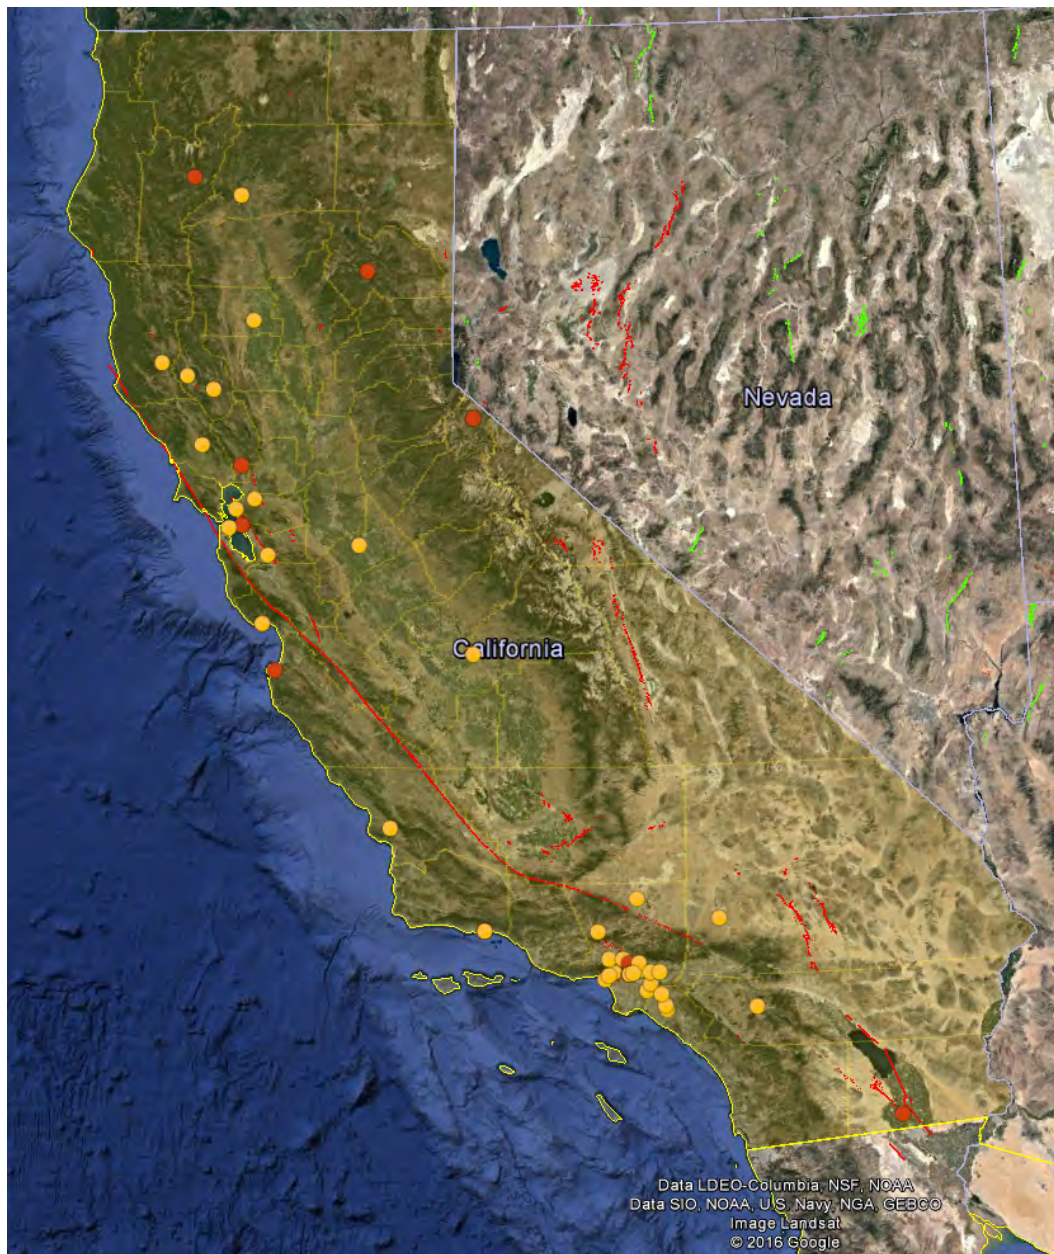 Nevada
California
Data LDEO-Columbia, NSF, NOAA
Data SIO, NOAA, U.S. Navy, NGA, GEBCO
Image Landsat
© 2016 Google